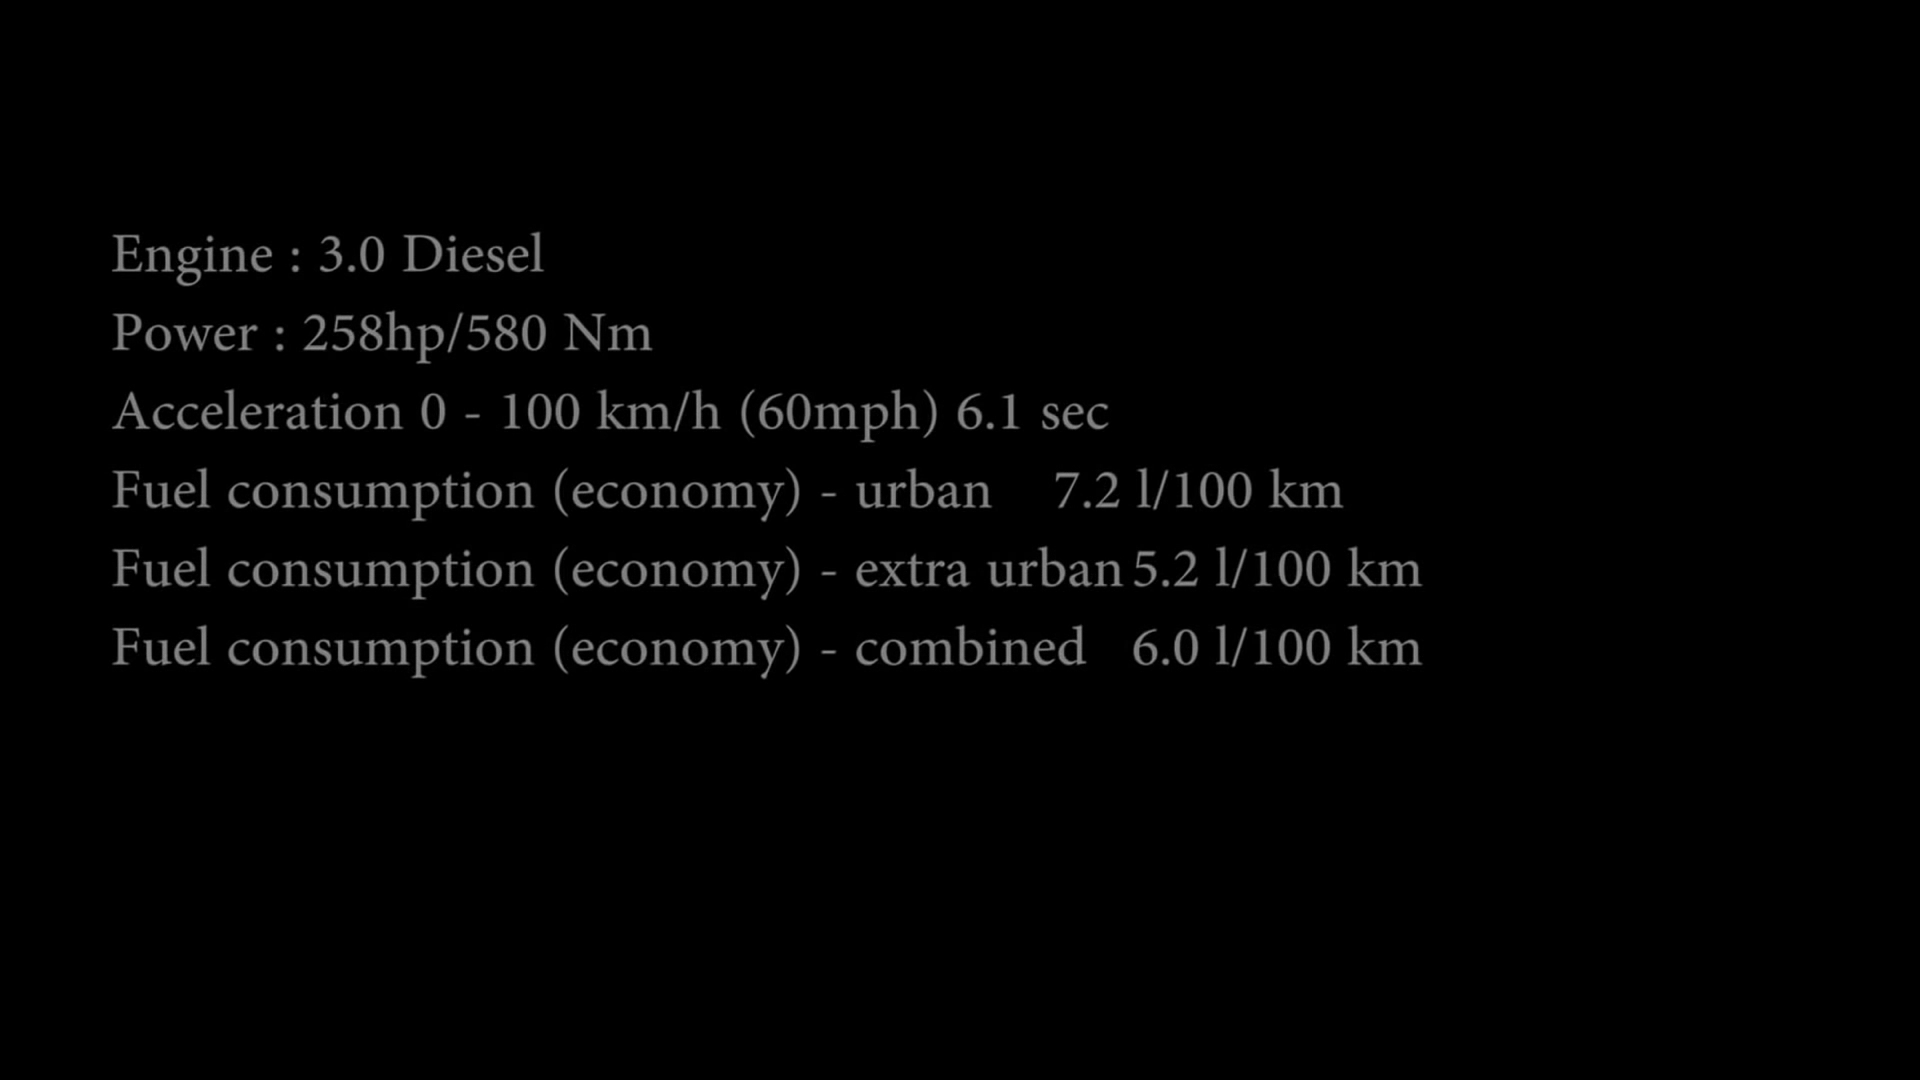 Engine : 3.0 Diesel
Power : 258hp/580 Nm
Acceleration 0 - 100 km/h (60mph) 6.1 sec
Fuel consumption (economy) - urban 7.2 l/100 km
Fuel consumption (economy) - extra urban 5.2 l/100 km
Fuel consumption (economy) - combined 6.0 l/100 km